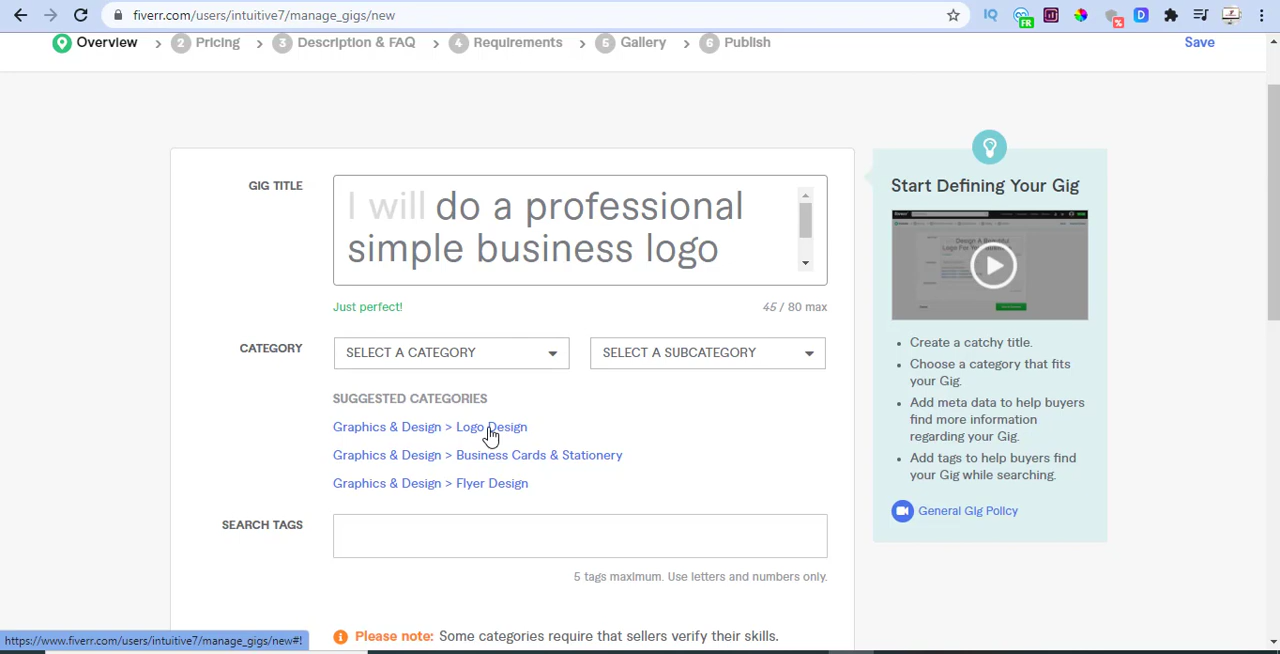 fiverr.com/users/intuitive7/manage_gigs/new
IQ
FR
%
D
Overview > 2 Pricing > 3 Description & FAQ > 4 Requirements > 5 Gallery > 6 Publish
Save
GIG TITLE
I will do a professional
simple business logo
Just perfect!
45 / 80 max
CATEGORY
SELECT A CATEGORY
SELECT A SUBCATEGORY
SUGGESTED CATEGORIES
Graphics & Design > Logo Design
Graphics & Design > Business Cards & Stationery
Graphics & Design > Flyer Design
SEARCH TAGS
5 tags maximum. Use letters and numbers only.
Please note: Some categories require that sellers verify their skills.
Start Defining Your Gig
• Create a catchy title.
• Choose a category that fits
your Gig.
• Add meta data to help buyers
find more information
regarding your Gig.
• Add tags to help buyers find
your Gig while searching.
General Gig Policy
https://www.fiverr.com/users/intuitive7/manage_gigs/new#!